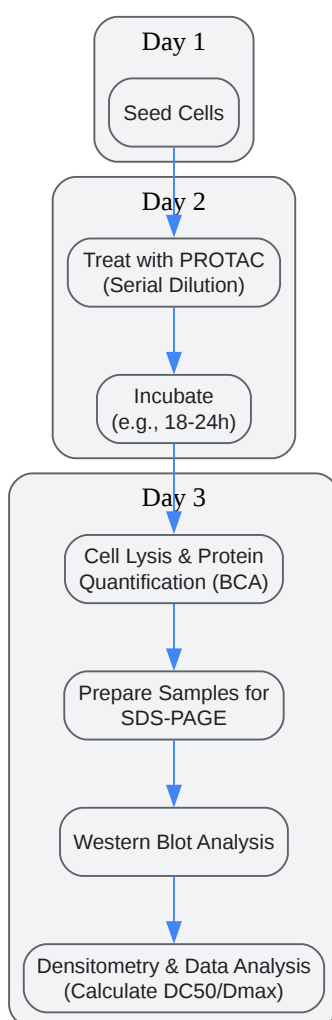 Day 1
Seed Cells
Day 2
Treat with PROTAC
(Serial Dilution)
Incubate
(e.g., 18-24h)
Day 3
Cell Lysis & Protein
Quantification (BCA)
Prepare Samples for
SDS-PAGE
Western Blot Analysis
Densitometry & Data Analysis
(Calculate DC50/Dmax)